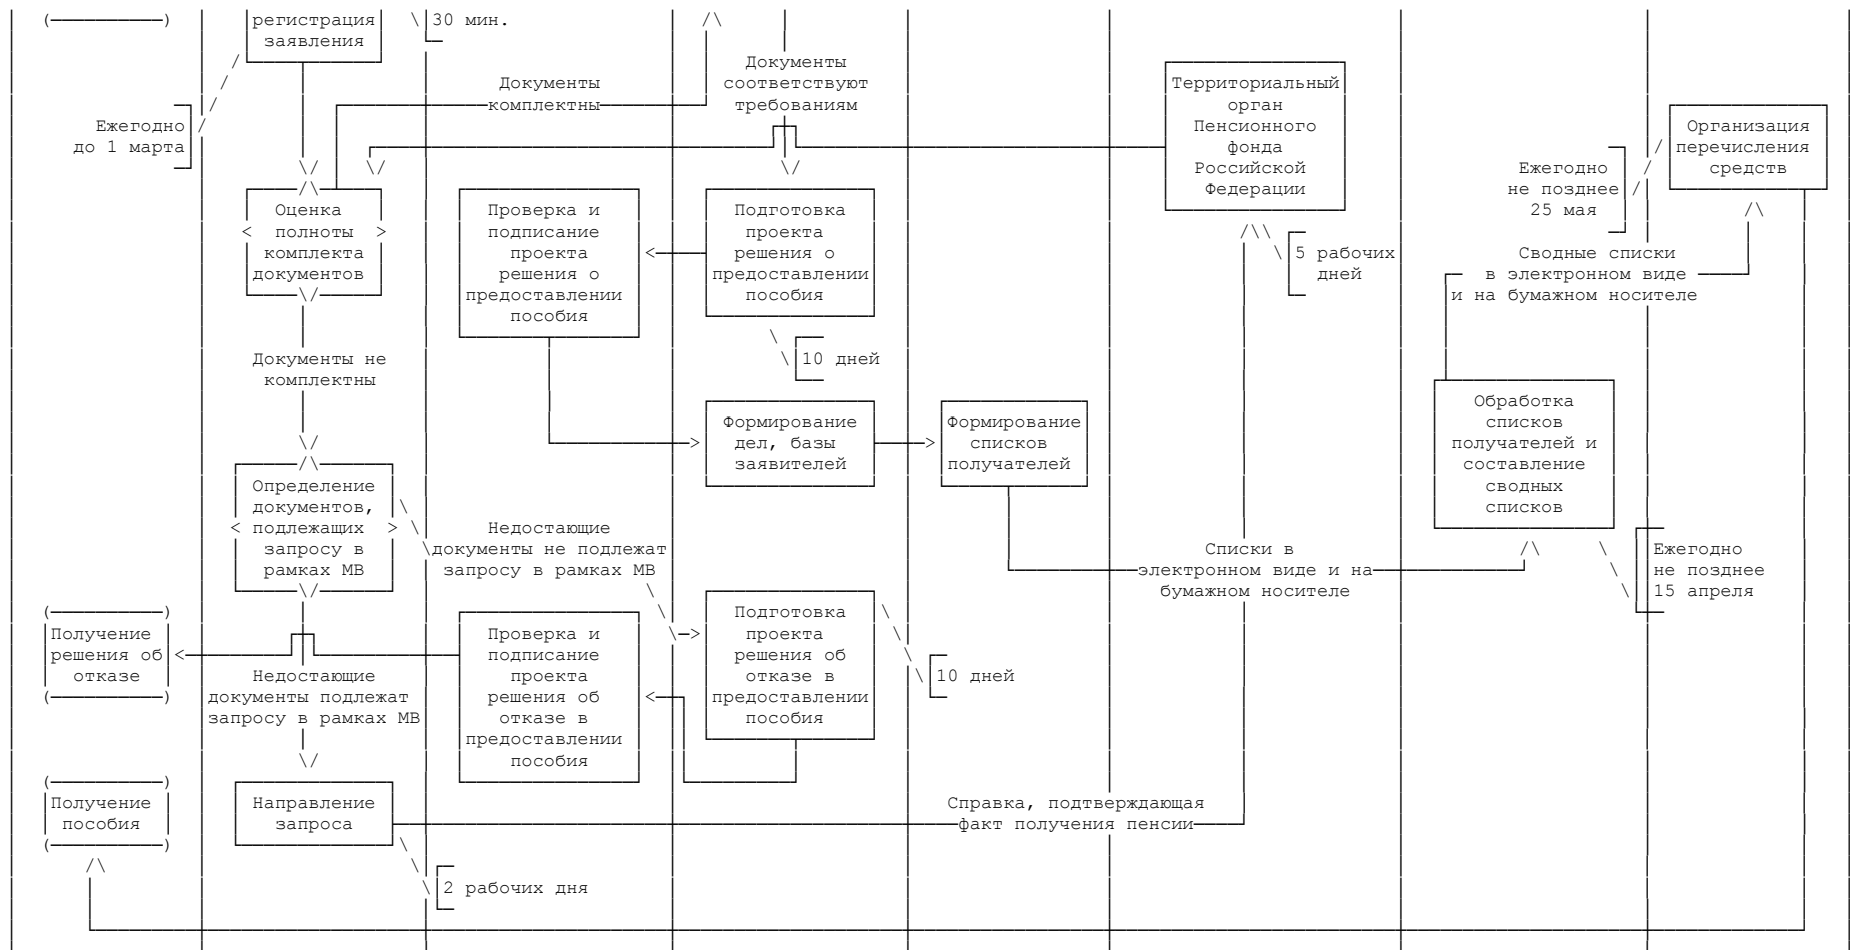 регистрация
заявления
30 мин.
Документы
комплектны
Документы
соответствуют
требованиям
Территориальный
орган
Пенсионного
фонда
Российской
Федерации
Организация
перечисления
средств
Ежегодно
до 1 марта
Ежегодно
не позднее
25 мая
Оценка
полноты
комплекта
документов
Проверка и
подписание
проекта
решения о
предоставлении
пособия
Подготовка
проекта
решения о
предоставлении
пособия
5 рабочих
дней
Сводные списки
в электронном виде
и на бумажном носителе
10 дней
Документы не
комплектны
Формирование
дел, базы
заявителей
Формирование
списков
получателей
Обработка
списков
получателей и
составление
сводных
списков
Определение
документов,
подлежащих
запросу в
рамках МВ
Недостающие
документы не подлежат
запросу в рамках МВ
Списки в
электронном виде и на
бумажном носителе
Ежегодно
не позднее
15 апреля
Получение
решения об
отказе
Проверка и
подписание
проекта
решения об
отказе в
предоставлении
пособия
Подготовка
проекта
решения об
отказе в
предоставлении
пособия
10 дней
Недостающие
документы подлежат
запросу в рамках МВ
Получение
пособия
Направление
запроса
Справка, подтверждающая
факт получения пенсии
2 рабочих дня